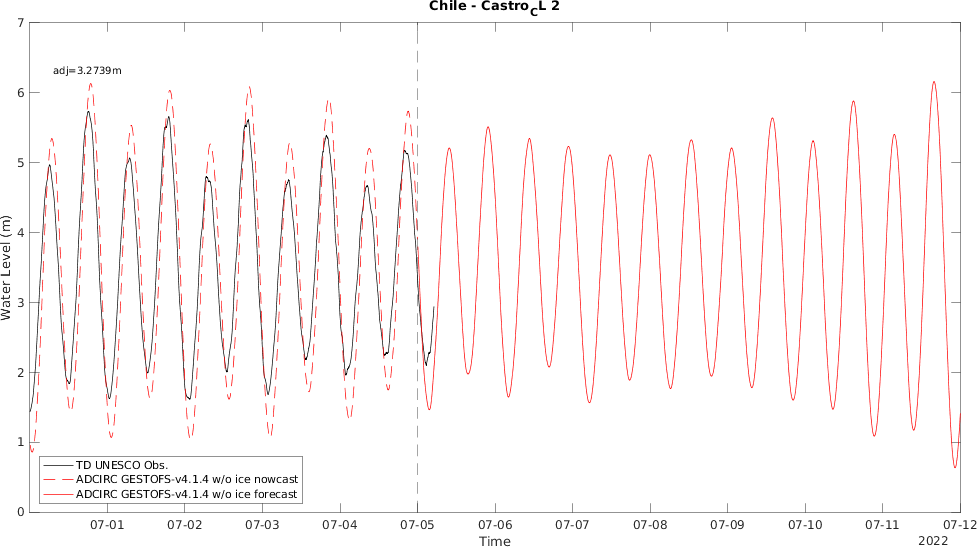 Chile - Castro_CL 2
7
6
5
4
3
2
1
0
Water Level (m)
adj=3.2739m
TD UNESCO Obs.
ADCIRC GESTOFS-v4.1.4 w/o ice nowcast
ADCIRC GESTOFS-v4.1.4 w/o ice forecast
07-01 07-02 07-03 07-04 07-05 07-06 07-07 07-08 07-09 07-10 07-11 07-12
Time
2022